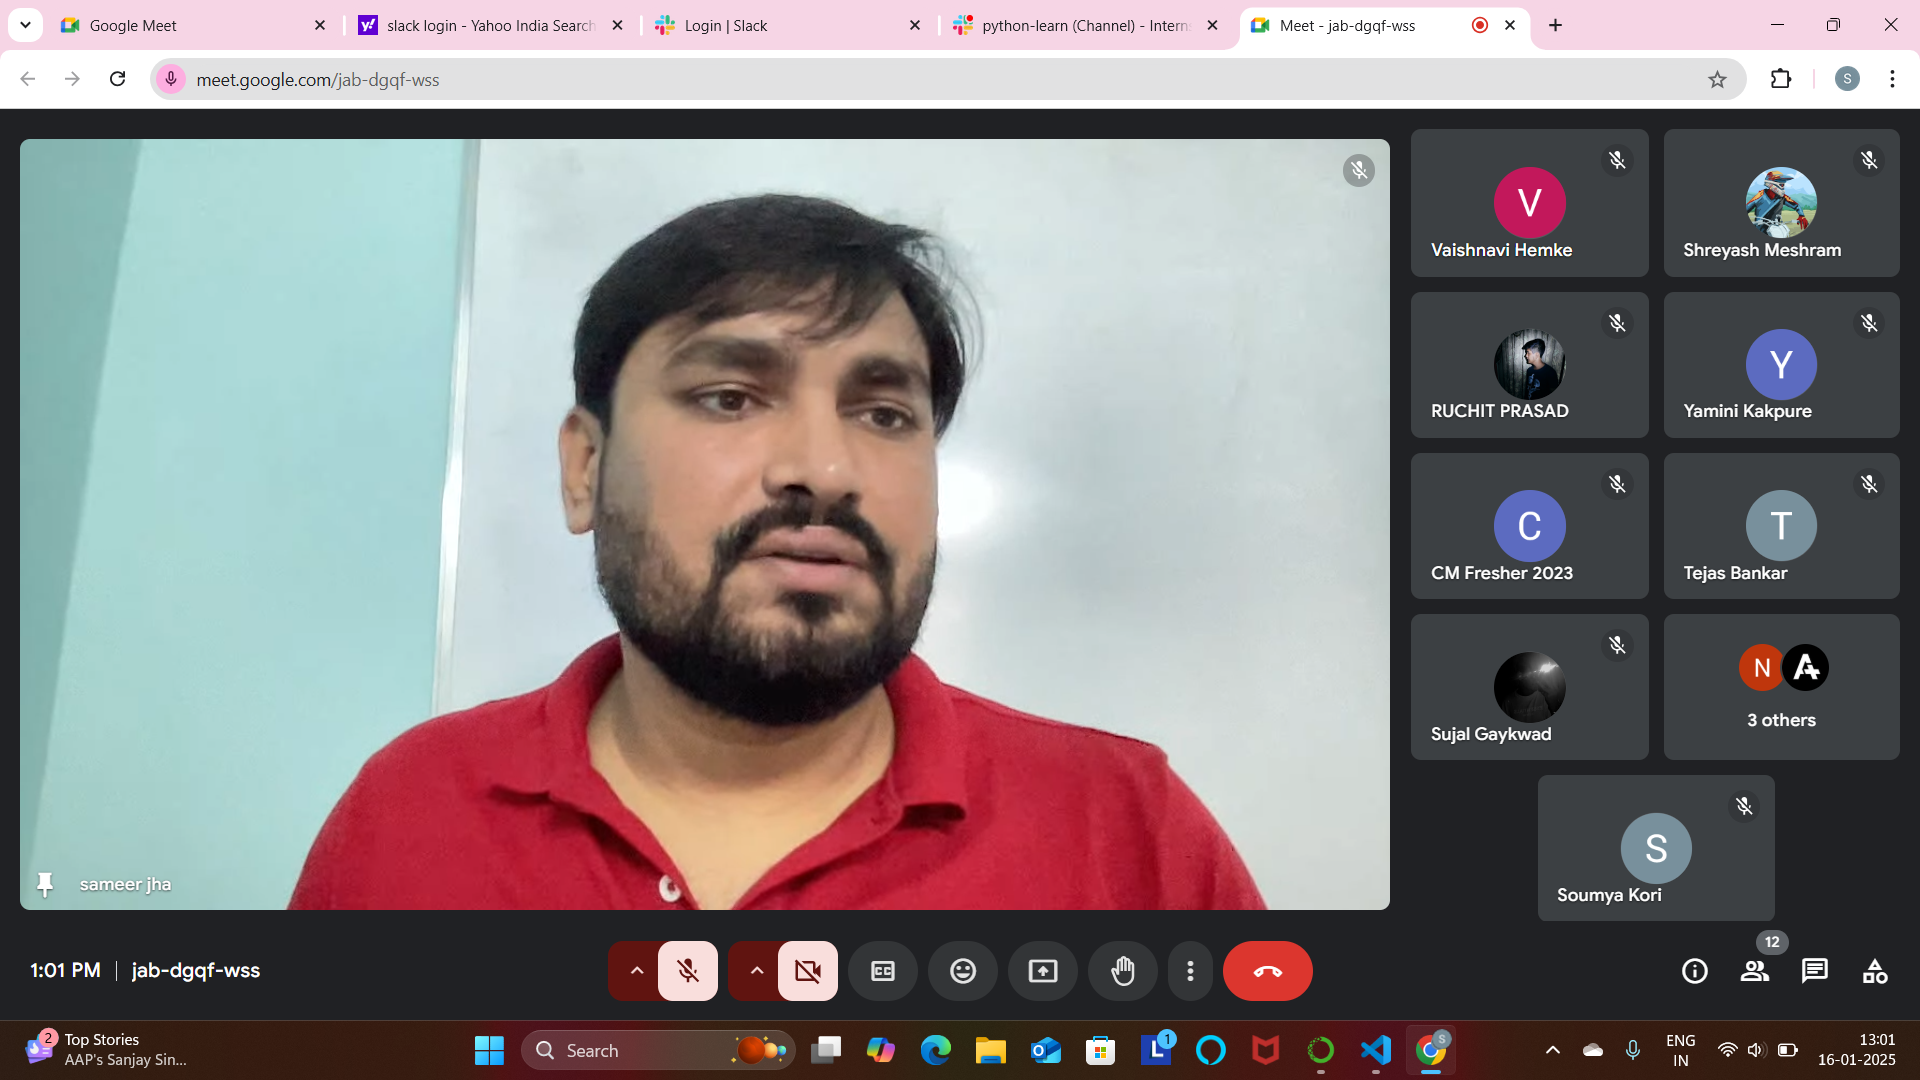 Google Meet
slack login - Yahoo India Search
Login | Slack
python-learn (Channel) - Intern
Meet - jab-dgqf-wss
meet.google.com/jab-dgqf-wss
S
V
Vaishnavi Hemke
Shreyash Meshram
RUCHIT PRASAD
Y
Yamini Kakpure
C
CM Fresher 2023
T
Tejas Bankar
Sujal Gaykwad
N
3 others
S
Soumya Kori
sameer jha
1:01 PM | jab-dgqf-wss
CC
12
2
Top Stories
AAP's Sanjay Sin...
Search
L
1
S
ENG
IN
13:01
16-01-2025